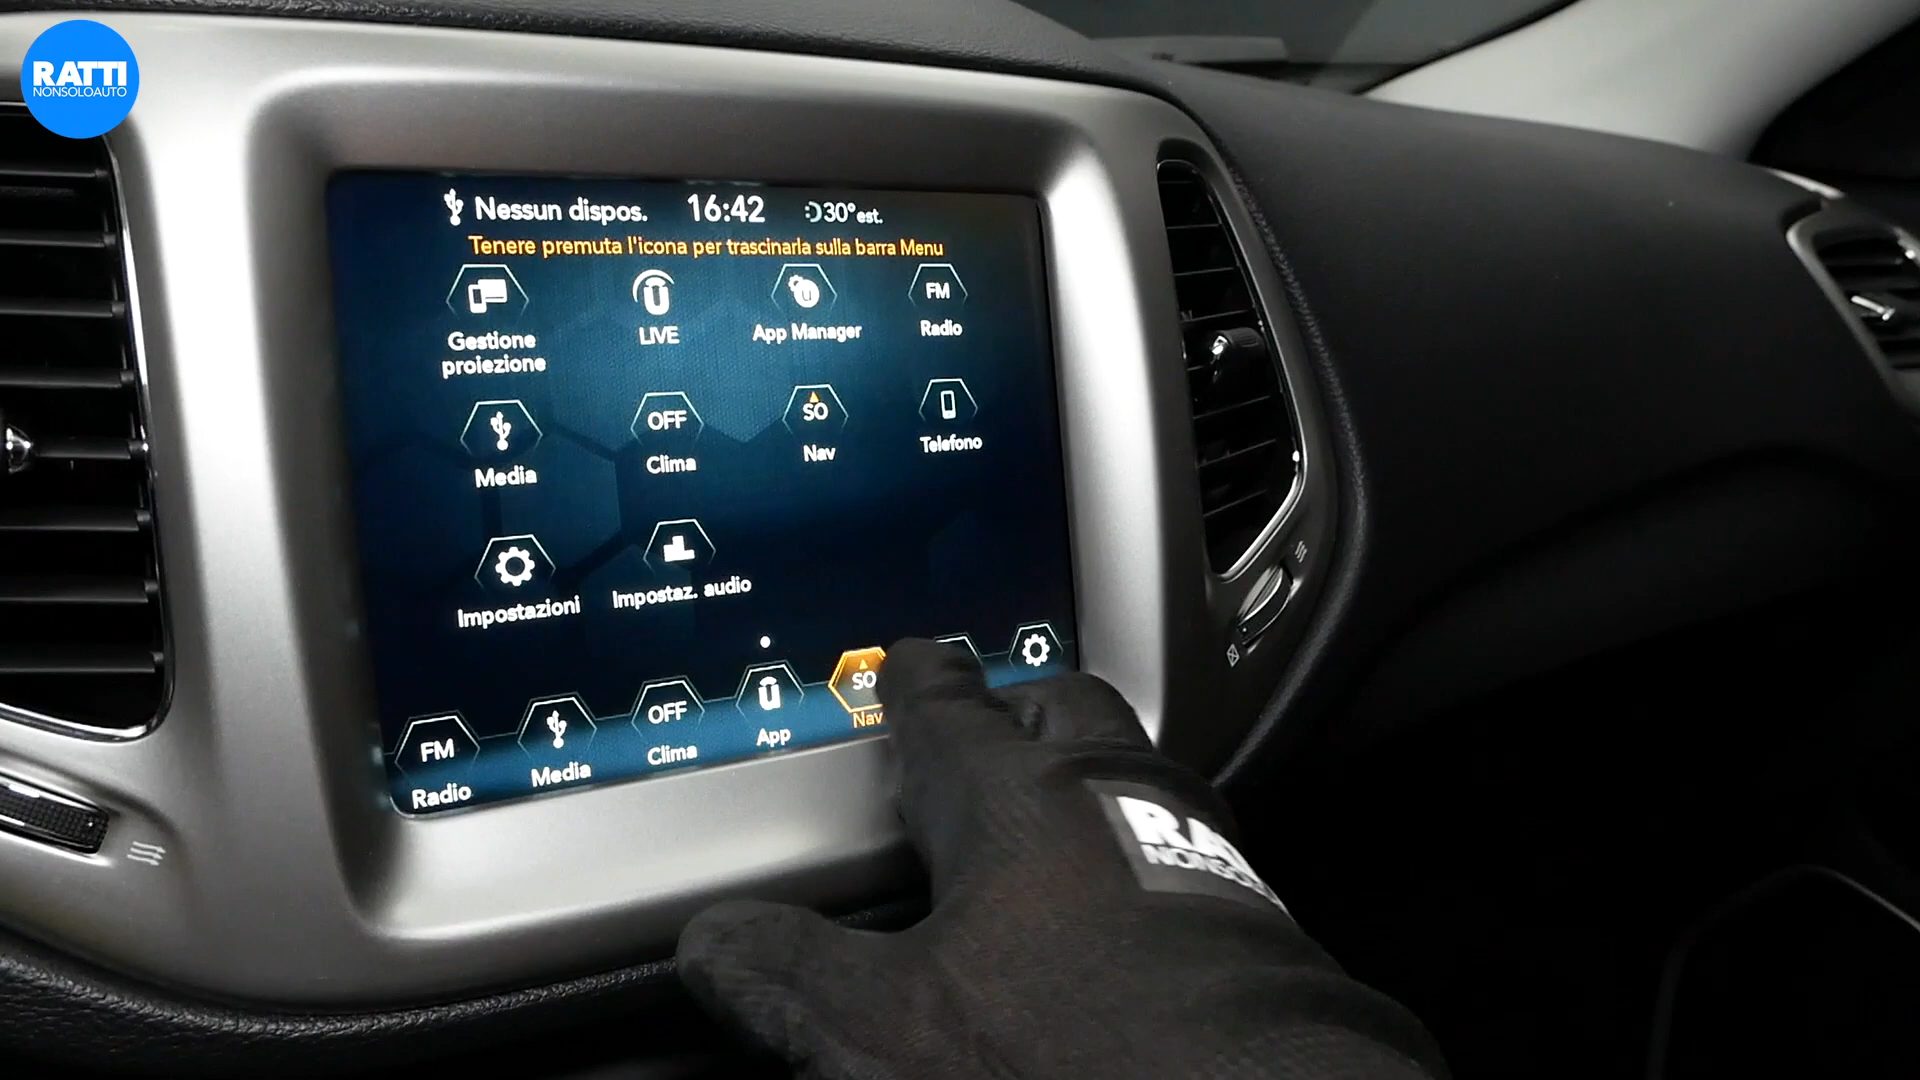 RATTI
NONSOLOAUTO
Nessun dispos. 16:42 30° est.
Tenere premuta l'icona per trascinarla sulla barra Menu
Gestione
proiezione
LIVE
App Manager
FM
Radio
Media
OFF
Clima
SO
Nav
Telefono
Impostazioni
Impostaz. audio
FM
Radio
Media
OFF
Clima
App
SO
Nav